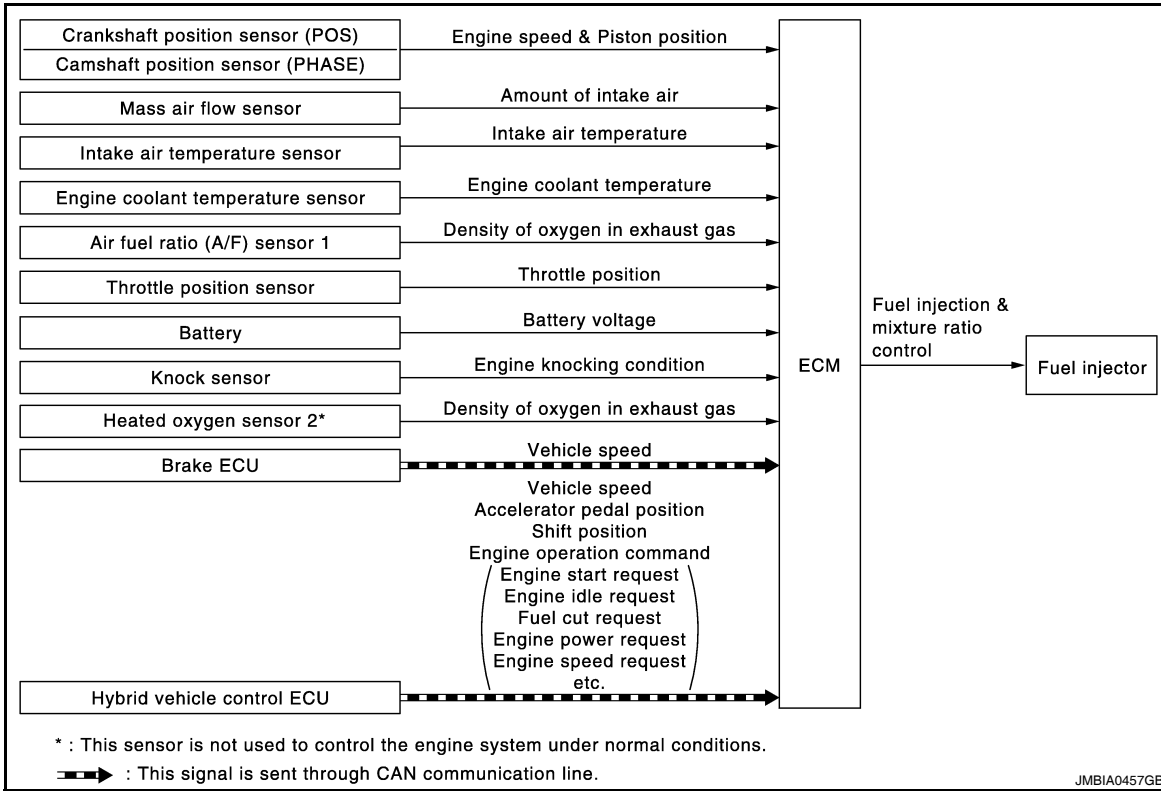 Crankshaft position sensor (POS)
Engine speed & Piston position
Camshaft position sensor (PHASE)
Mass air flow sensor
Amount of intake air
Intake air temperature sensor
Intake air temperature
Engine coolant temperature sensor
Engine coolant temperature
Air fuel ratio (A/F) sensor 1
Density of oxygen in exhaust gas
Throttle position sensor
Throttle position
Battery
Battery voltage
Knock sensor
Engine knocking condition
Heated oxygen sensor 2*
Density of oxygen in exhaust gas
Brake ECU
Vehicle speed
Vehicle speed
Accelerator pedal position
Shift position
Engine operation command
Engine start request
Engine idle request
Fuel cut request
Engine power request
Engine speed request
etc.
Hybrid vehicle control ECU
ECM
Fuel injection &
mixture ratio
control
Fuel injector
* : This sensor is not used to control the engine system under normal conditions.
: This signal is sent through CAN communication line.
JMBIA0457GB